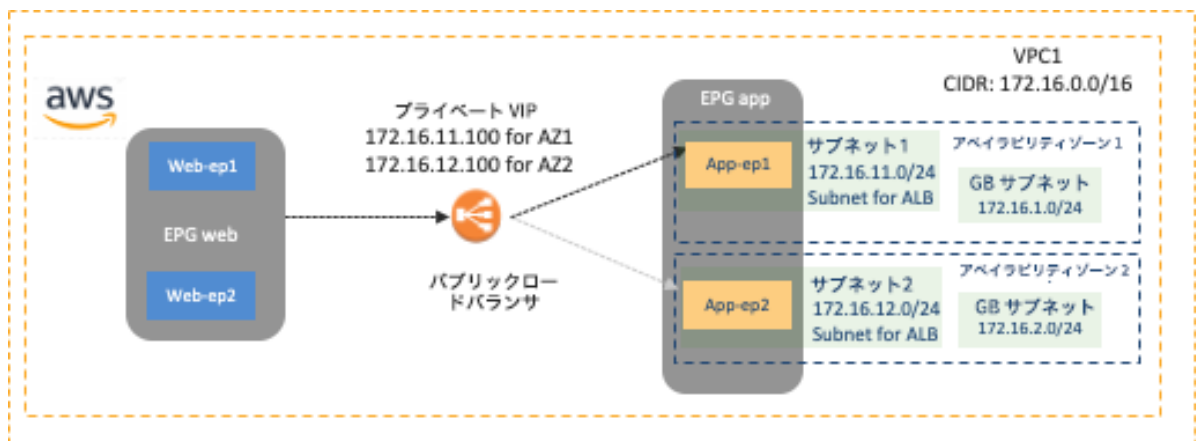 aws
VPC1
CIDR: 172.16.0.0/16
プライベート VIP
172.16.11.100 for AZ1
172.16.12.100 for AZ2
Web-ep1
EPG web
Web-ep2
パブリックロー
ドバランサ
EPG app
App-ep1
サブネット1
172.16.11.0/24
Subnet for ALB
アベイラビリティゾーン 1
GB サブネット
172.16.1.0/24
App-ep2
サブネット2
172.16.12.0/24
Subnet for ALB
アベイラビリティゾーン 2
GB サブネット
172.16.2.0/24